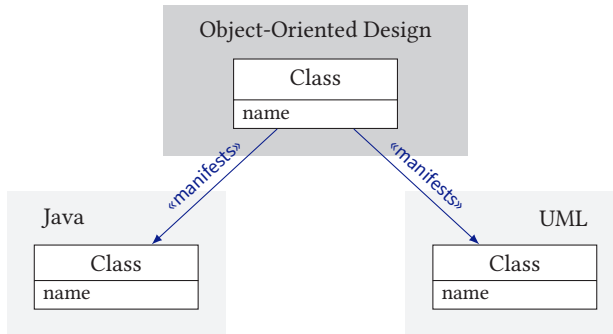 Object-Oriented Design
Class
name
«manifests»
«manifests»
Java
UML
Class
name
Class
name